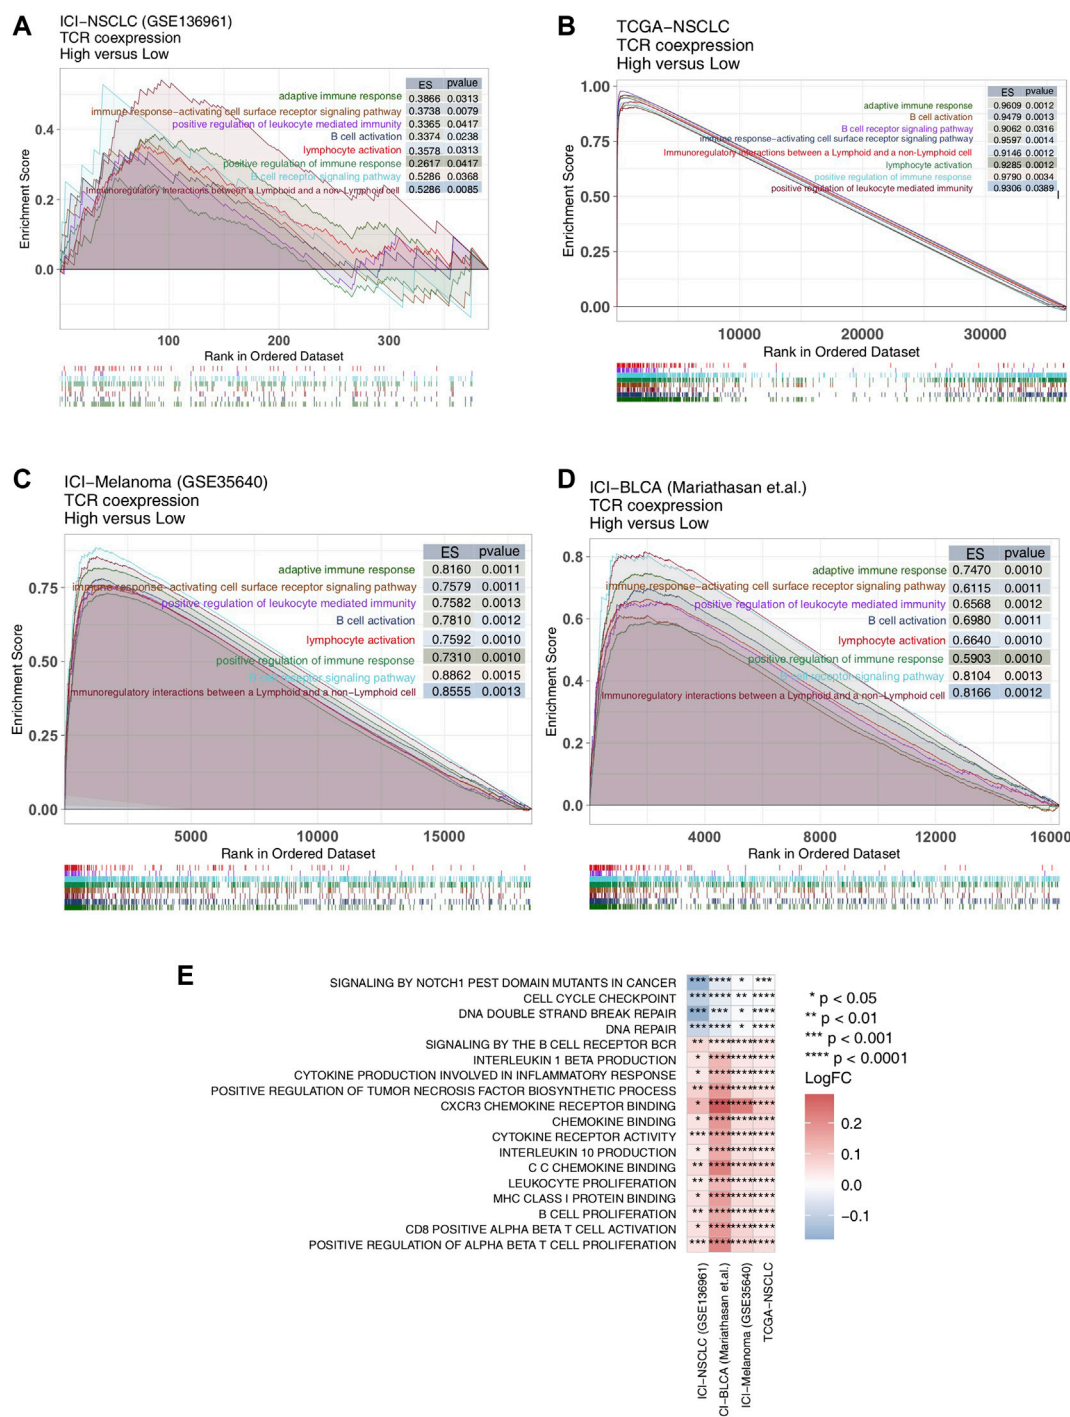 A
ICI−NSCLC (GSE136961)
TCR coexpression
High versus Low
ES pvalue
adaptive immune response 0.3866 0.0313
immune response−activating cell surface receptor signaling pathway 0.3738 0.0079
positive regulation of leukocyte mediated immunity 0.3365 0.0417
B cell activation 0.3374 0.0238
lymphocyte activation 0.3578 0.0313
positive regulation of immune response 0.2617 0.0417
B cell receptor signaling pathway 0.5286 0.0368
Immunoregulatory interactions between a Lymphoid and a non−Lymphoid cell 0.5286 0.0085
Enrichment Score
0.4
0.2
0.0
100 200 300
Rank in Ordered Dataset
B
TCGA−NSCLC
TCR coexpression
High versus Low
ES pvalue
adaptive immune response 0.9609 0.0012
B cell activation 0.9479 0.0013
B cell receptor signaling pathway 0.9062 0.0316
immune response−activating cell surface receptor signaling pathway 0.9597 0.0014
Immunoregulatory interactions between a Lymphoid and a non−Lymphoid cell 0.9146 0.0012
lymphocyte activation 0.9285 0.0012
positive regulation of immune response 0.9790 0.0034
positive regulation of leukocyte mediated immunity 0.9306 0.0389
Enrichment Score
1.00
0.75
0.50
0.25
0.00
10000 20000 30000
Rank in Ordered Dataset
C
ICI−Melanoma (GSE35640)
TCR coexpression
High versus Low
ES pvalue
adaptive immune response 0.8160 0.0011
immune response−activating cell surface receptor signaling pathway 0.7579 0.0011
positive regulation of leukocyte mediated immunity 0.7582 0.0013
B cell activation 0.7810 0.0012
lymphocyte activation 0.7592 0.0010
positive regulation of immune response 0.7310 0.0010
B cell receptor signaling pathway 0.8862 0.0015
Immunoregulatory interactions between a Lymphoid and a non−Lymphoid cell 0.8555 0.0013
Enrichment Score
0.75
0.50
0.25
0.00
5000 10000 15000
Rank in Ordered Dataset
D
ICI−BLCA (Mariathasan et.al.)
TCR coexpression
High versus Low
ES pvalue
adaptive immune response 0.7470 0.0010
immune response−activating cell surface receptor signaling pathway 0.6115 0.0011
positive regulation of leukocyte mediated immunity 0.6568 0.0012
B cell activation 0.6980 0.0011
lymphocyte activation 0.6640 0.0010
positive regulation of immune response 0.5903 0.0010
B cell receptor signaling pathway 0.8104 0.0013
Immunoregulatory interactions between a Lymphoid and a non−Lymphoid cell 0.8166 0.0012
Enrichment Score
0.8
0.6
0.4
0.2
0.0
4000 8000 12000 16000
Rank in Ordered Dataset
E
SIGNALING BY NOTCH1 PEST DOMAIN MUTANTS IN CANCER *** **** * ***
CELL CYCLE CHECKPOINT **** **** ** ****
DNA DOUBLE STRAND BREAK REPAIR *** *** * ****
DNA REPAIR **** **** * ****
SIGNALING BY THE B CELL RECEPTOR BCR ** **** **** ****
INTERLEUKIN 1 BETA PRODUCTION * **** **** ****
CYTOKINE PRODUCTION INVOLVED IN INFLAMMATORY RESPONSE * **** **** ****
POSITIVE REGULATION OF TUMOR NECROSIS FACTOR BIOSYNTHETIC PROCESS ** **** **** ****
CXCR3 CHEMOKINE RECEPTOR BINDING * **** **** ****
CHEMOKINE BINDING * **** **** ****
CYTOKINE RECEPTOR ACTIVITY *** **** **** ****
INTERLEUKIN 10 PRODUCTION * **** **** ****
C C CHEMOKINE BINDING ** **** **** ****
LEUKOCYTE PROLIFERATION ** **** **** ****
MHC CLASS I PROTEIN BINDING * **** **** ****
B CELL PROLIFERATION ** **** **** ****
CD8 POSITIVE ALPHA BETA T CELL ACTIVATION * **** **** ****
POSITIVE REGULATION OF ALPHA BETA T CELL PROLIFERATION *** **** **** ****
ICI−NSCLC (GSE136961)
CI−BLCA (Mariathasan et.al.)
ICI−Melanoma (GSE35640)
TCGA−NSCLC
* p < 0.05
** p < 0.01
*** p < 0.001
**** p < 0.0001
LogFC
0.2
0.1
0.0
−0.1